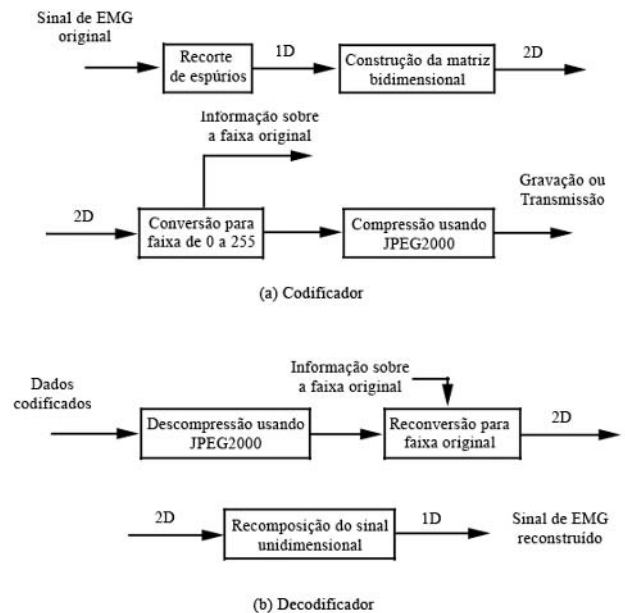 Sinal de EMG
original
Recorte
de espúrios
1D
Construção da matriz
bidimensional
2D
Informação sobre
a faixa original
2D
Conversão para
faixa de 0 a 255
Compressão usando
JPEG2000
Gravação ou
Transmissão
(a) Codificador
Dados
codificados
Descompressão usando
JPEG2000
Informação sobre
a faixa original
Reconversão para
faixa original
2D
2D
Recomposição do sinal
unidimensional
1D
Sinal de EMG
reconstruído
(b) Decodificador